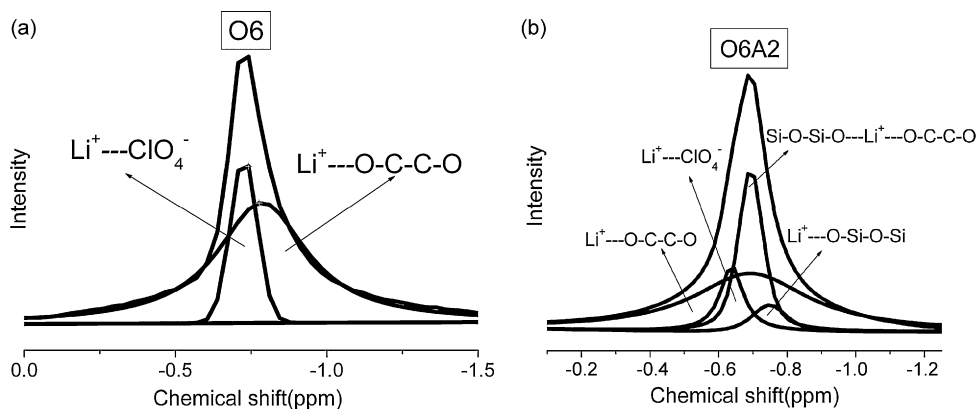 (a)
O6
Li⁺---ClO₄⁻
Li⁺---O-C-C-O
Intensity
0.0 -0.5 -1.0 -1.5
Chemical shift(ppm)
(b)
O6A2
Si-O-Si-O---Li⁺---O-C-C-O
Li⁺---ClO₄⁻
Li⁺---O-C-C-O
Li⁺---O-Si-O-Si
Intensity
-0.2 -0.4 -0.6 -0.8 -1.0 -1.2
Chemical shift(ppm)